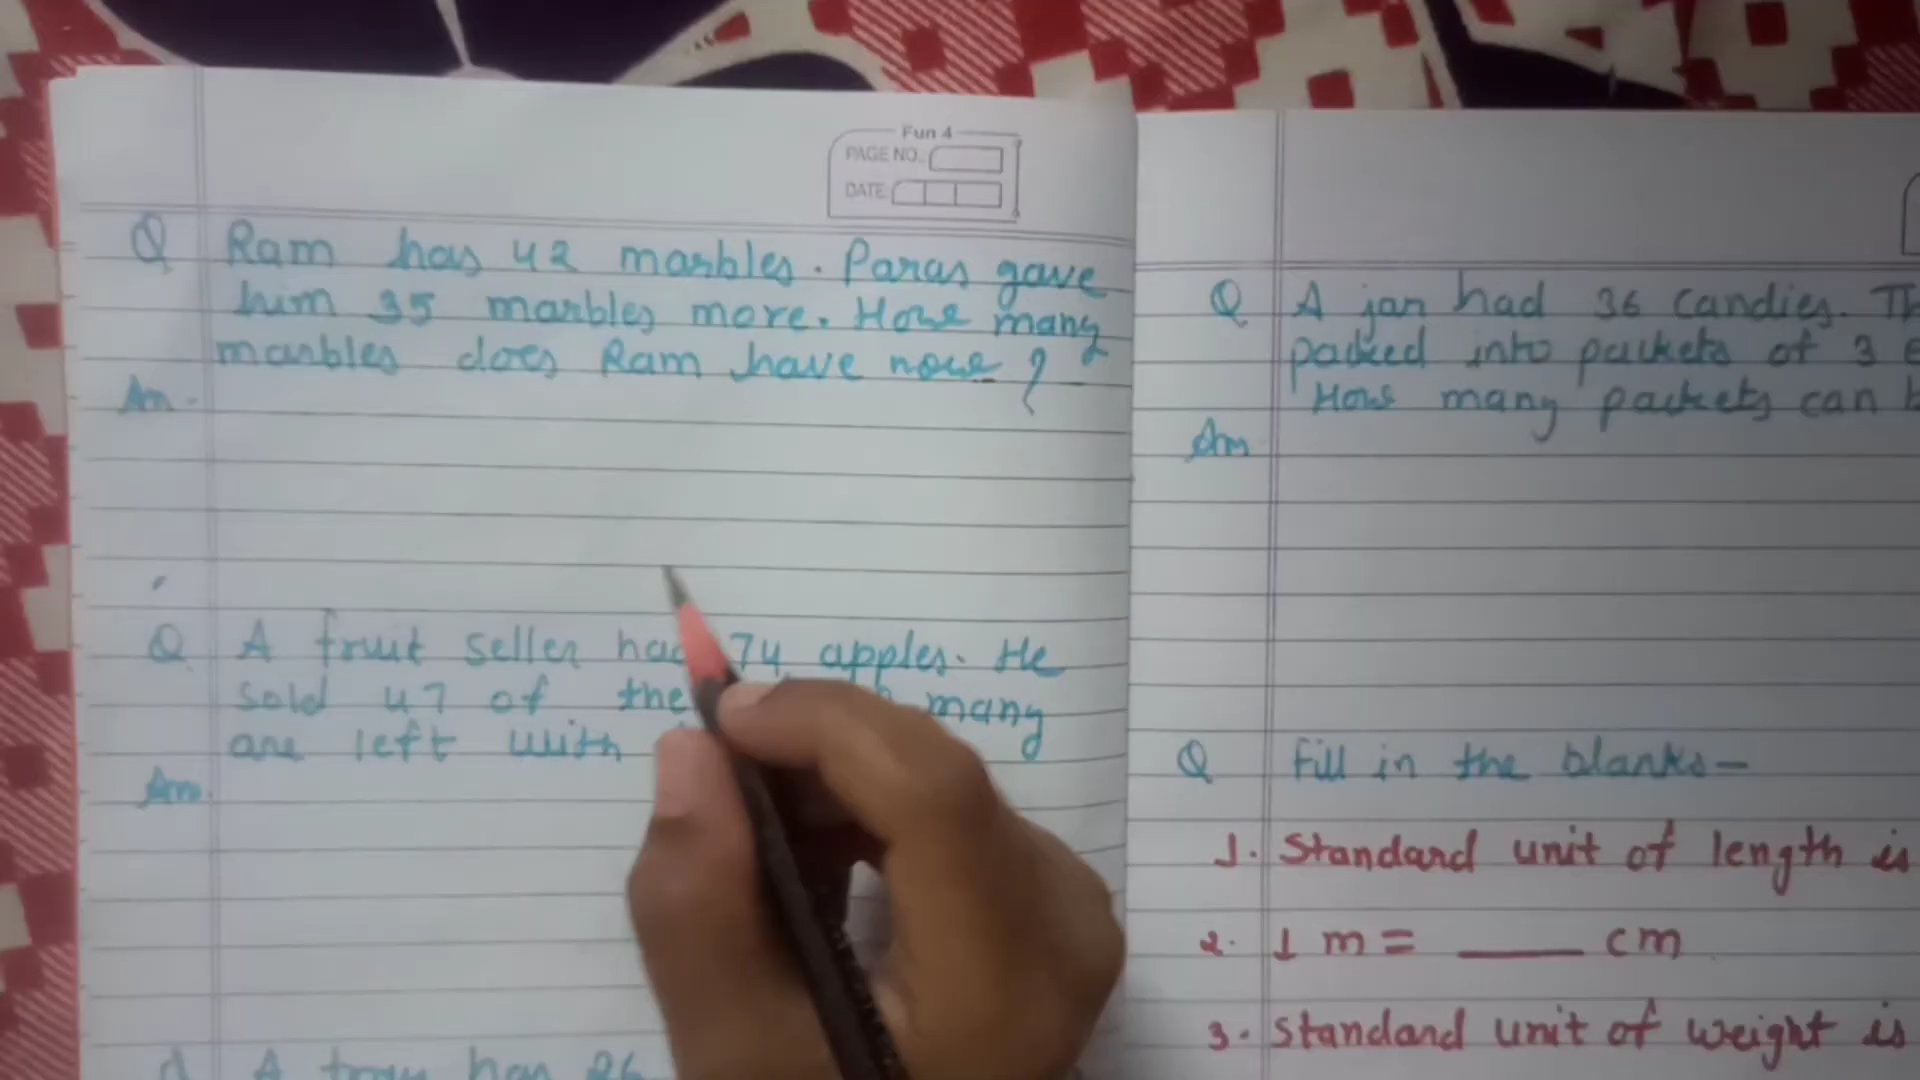 Fun 4
PAGE NO.
DATE
Q Ram has 42 marbles. Paras gave
him 35 marbles more. How many
marbles does Ram have now ?
Ans.
Q A fruit seller had 74 apples. He
sold 47 of many
are left with
Ans.
A tray has 26
Q A jar had 36 candies.
packed into packets of 3
How many packets can
Ans
Q Fill in the blanks-
1. Standard unit of length is
2. 1 m = ____ cm
3. Standard unit of weight is